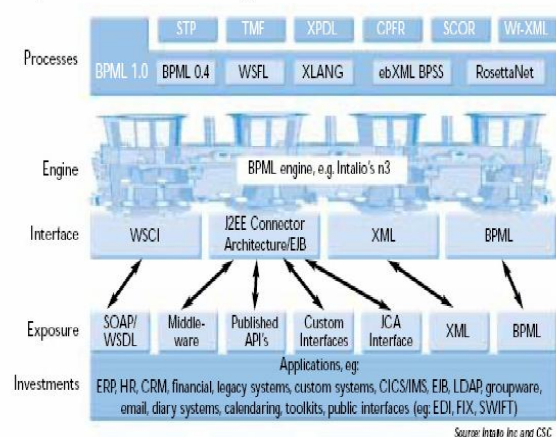 STP TMF XPDL CPFR SCOR Wf-XML
Processes
BPML 1.0 BPML 0.4 WSFL XLANG ebXML BPSS RosettaNet
Engine
BPML engine, e.g. Intalio's n3
Interface
WSCI
J2EE Connector
Architecture/EJB
XML
BPML
Exposure
SOAP/
WSDL
Middle-
ware
Published
API's
Custom
Interfaces
JCA
Interface
XML
BPML
Investments
Applications, eg:
ERP, HR, CRM, financial, legacy systems, custom systems, CICS/IMS, EJB, LDAP, groupware,
email, diary systems, calendaring, toolkits, public interfaces (eg: EDI, FIX, SWIFT)
Source: Intalio Inc and CSC